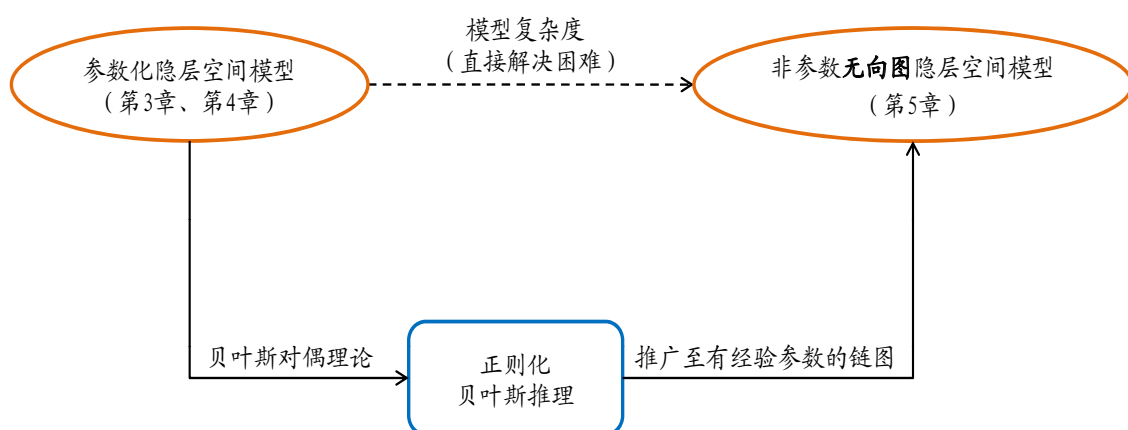 模型复杂度
（直接解决困难）
参数化隐层空间模型
（第3章、第4章）
非参数无向图隐层空间模型
（第5章）
贝叶斯对偶理论
正则化
贝叶斯推理
推广至有经验参数的链图